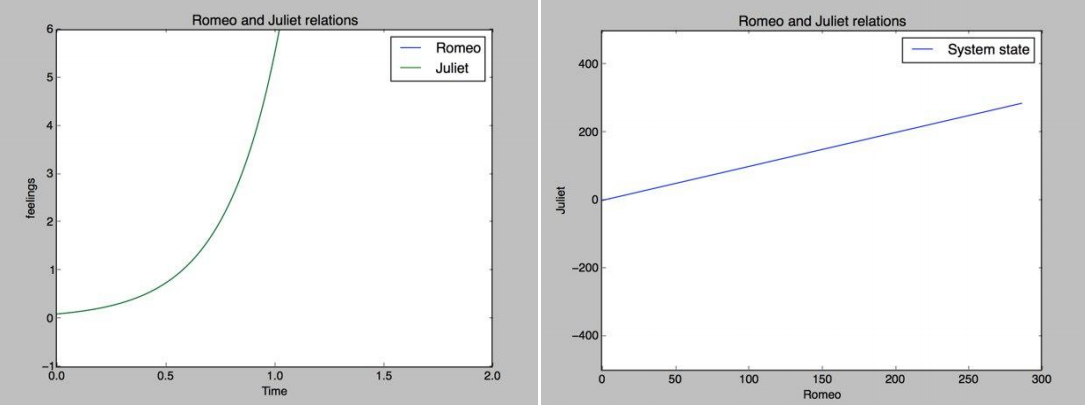 Romeo and Juliet relations
6
5
4
3
2
1
0
−1
feelings
Romeo
Juliet
0.0 0.5 1.0 1.5 2.0
Time
Romeo and Juliet relations
400
200
0
−200
−400
Juliet
System state
0 50 100 150 200 250 300
Romeo